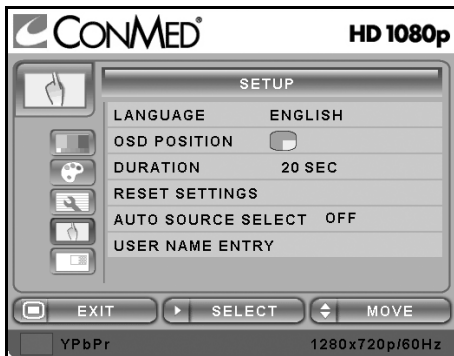 CONMED®
HD 1080p
SETUP
LANGUAGE ENGLISH
OSD POSITION
DURATION 20 SEC
RESET SETTINGS
AUTO SOURCE SELECT OFF
USER NAME ENTRY
EXIT SELECT MOVE
YPbPr 1280x720p/60Hz